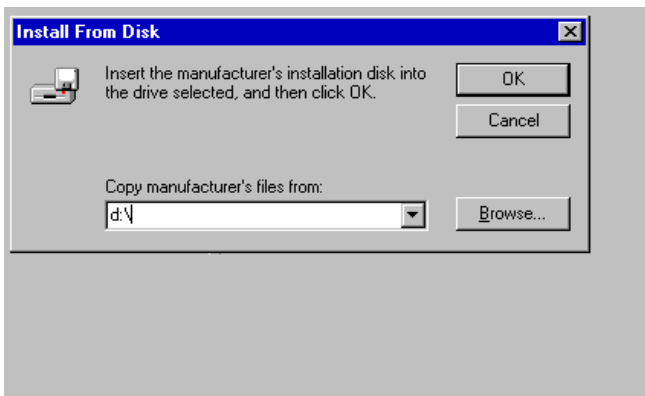 Install From Disk
Insert the manufacturer's installation disk into
the drive selected, and then click OK.
OK
Cancel
Copy manufacturer's files from:
d:\
Browse...